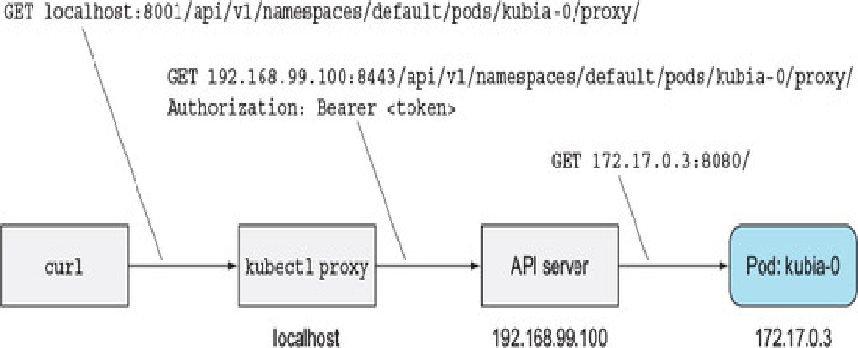 GET localhost:8001/api/v1/namespaces/default/pods/kubia-0/proxy/
GET 192.168.99.100:8443/api/v1/namespaces/default/pods/kubia-0/proxy/
Authorization: Bearer <token>
GET 172.17.0.3:8080/
curl
kubectl proxy
API server
Pod: kubia-0
localhost
192.168.99.100
172.17.0.3